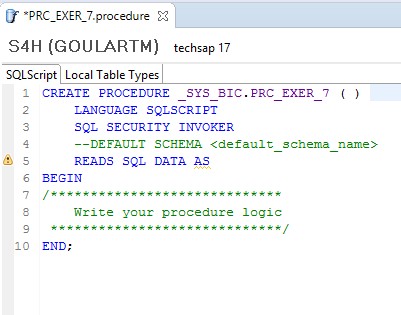 *PRC_EXER_7.procedure
S4H (GOULARTM) techsap 17
SQLScript Local Table Types
1 CREATE PROCEDURE _SYS_BIC.PRC_EXER_7 ( )
2 LANGUAGE SQLSCRIPT
3 SQL SECURITY INVOKER
4 --DEFAULT SCHEMA <default_schema_name>
5 READS SQL DATA AS
6 BEGIN
7 /*****************************
8 Write your procedure logic
9 *****************************/
10 END;